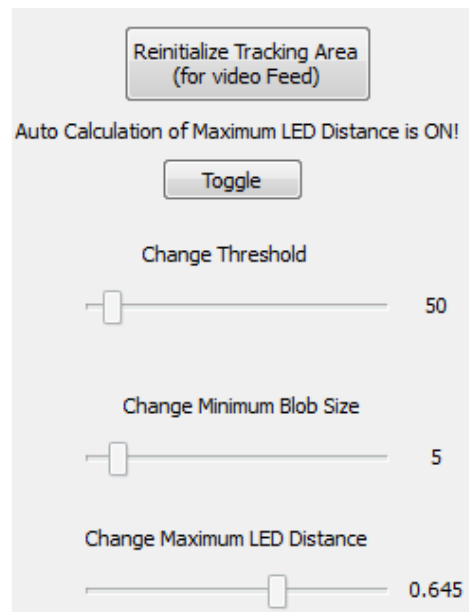 Reinitialize Tracking Area
(for video Feed)
Auto Calculation of Maximum LED Distance is ON!
Toggle
Change Threshold
50
Change Minimum Blob Size
5
Change Maximum LED Distance
0.645